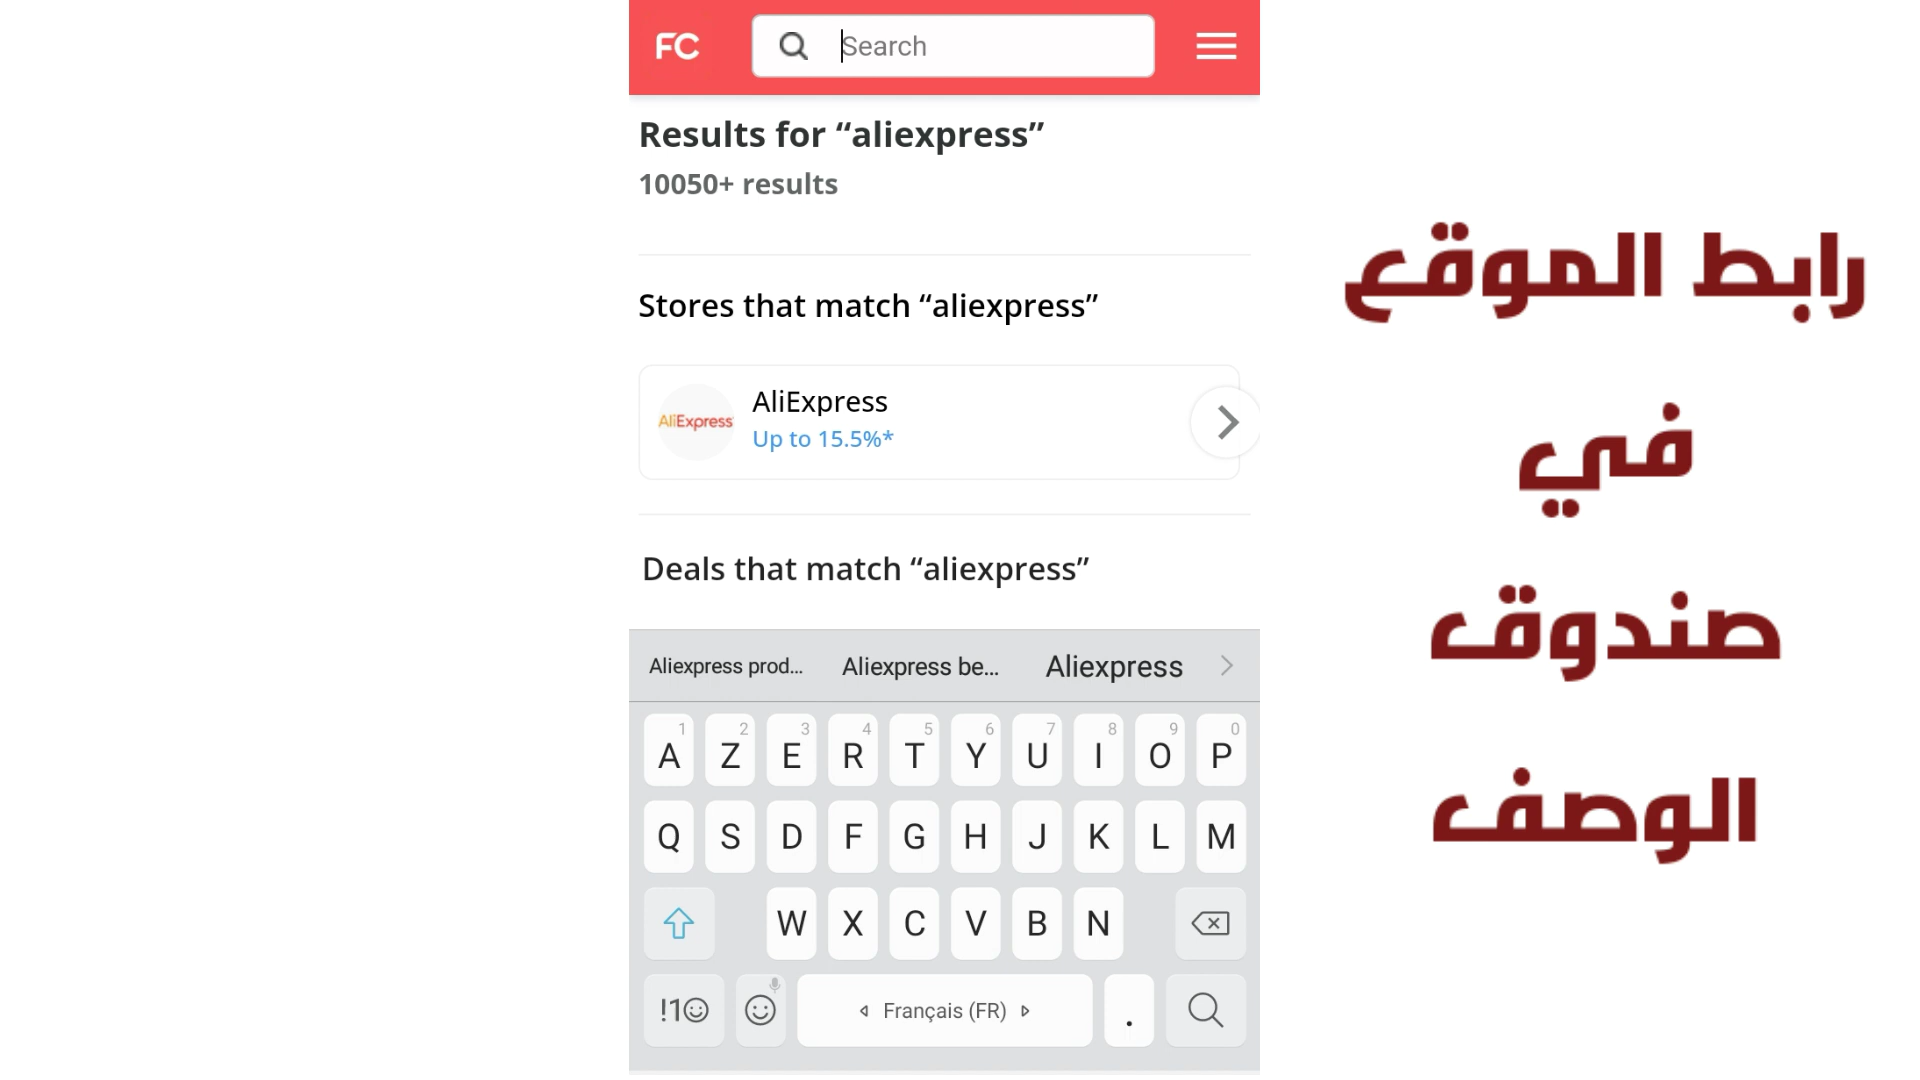 FC
Search
Results for “aliexpress”
10050+ results
Stores that match “aliexpress”
AliExpress
AliExpress
Up to 15.5%*
Deals that match “aliexpress”
Aliexpress prod... Aliexpress be... Aliexpress
1 2 3 4 5 6 7 8 9 0
A Z E R T Y U I O P
Q S D F G H J K L M
W X C V B N
!1☺ Français (FR) .
رابط الموقع
في
صندوق
الوصف